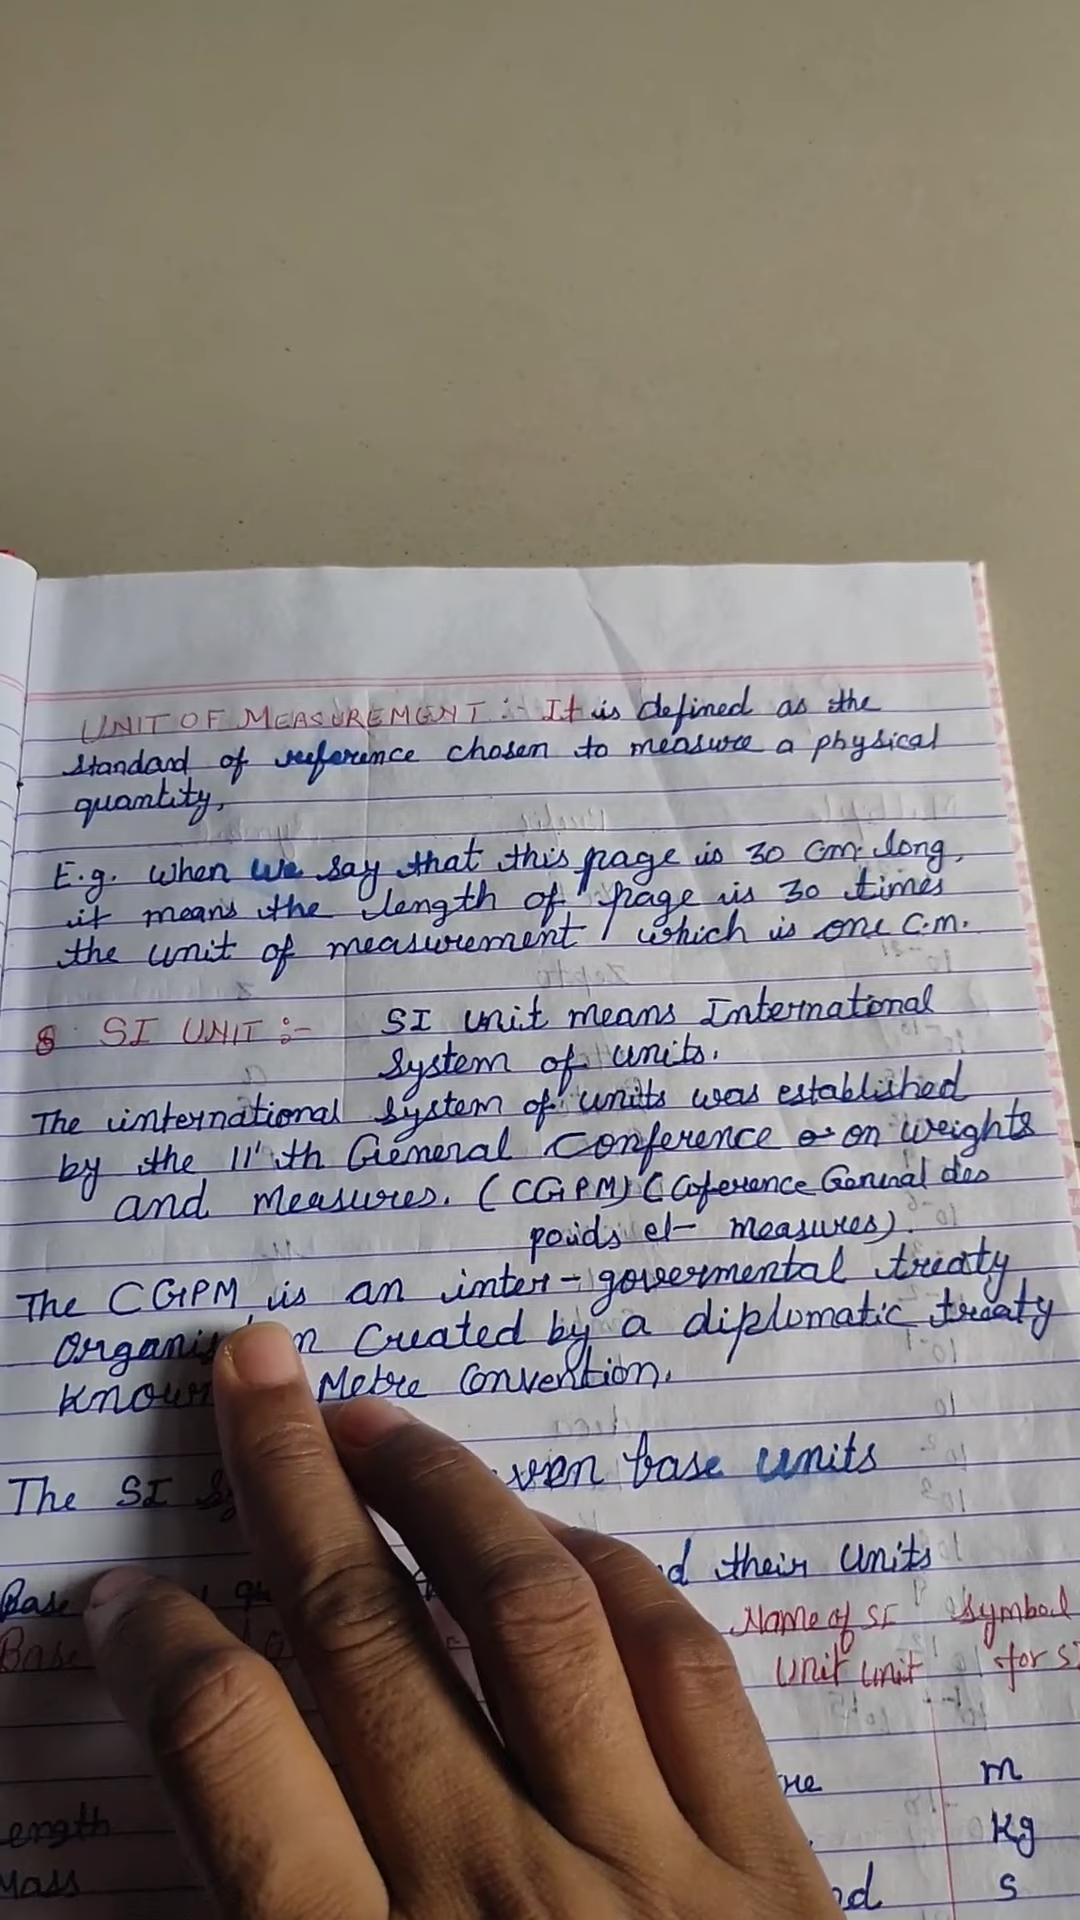 UNIT OF MEASUREMENT :- It is defined as the
standard of reference chosen to measure a physical
quantity,
E.g. when we say that this page is 30 cm. long,
it means the length of page is 30 times
the unit of measurement which is one c.m.
SI UNIT :- SI unit means International
System of units.
The international system of units was established
by the 11'th General Conference on weights
and measures. (CGPM) (Coference General des
poids et- measures).
The CGPM is an inter-govermental treaty
Created by a diplomatic treaty
Metre Convention.
The SI base units
their Units
Base
Name of SI Symbol
Unit unit for
m
Kg
Mass
s